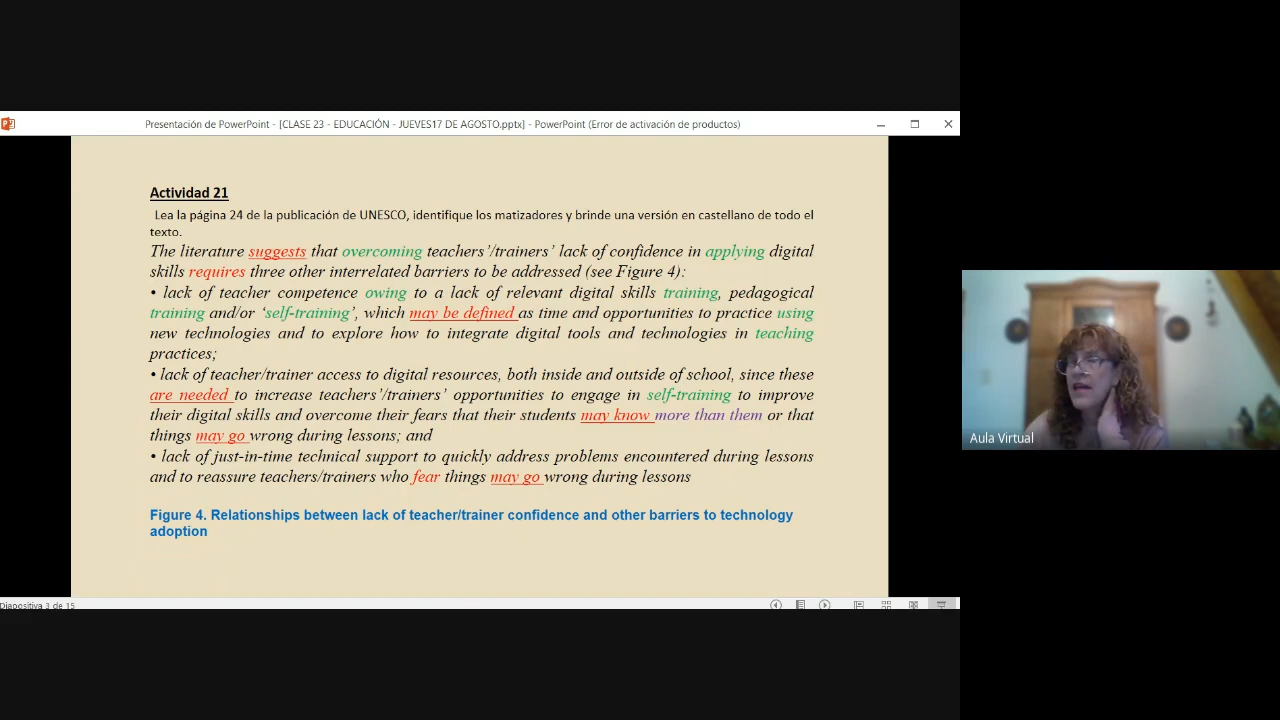 Presentación de PowerPoint - [CLASE 23 - EDUCACIÓN - JUEVES17 DE AGOSTO.pptx] - PowerPoint (Error de activación de productos)
Actividad 21
Lea la página 24 de la publicación de UNESCO, identifique los matizadores y brinde una versión en castellano de todo el
texto.
The literature suggests that overcoming teachers’/trainers’ lack of confidence in applying digital
skills requires three other interrelated barriers to be addressed (see Figure 4):
• lack of teacher competence owing to a lack of relevant digital skills training, pedagogical
training and/or ‘self-training’, which may be defined as time and opportunities to practice using
new technologies and to explore how to integrate digital tools and technologies in teaching
practices;
• lack of teacher/trainer access to digital resources, both inside and outside of school, since these
are needed to increase teachers’/trainers’ opportunities to engage in self-training to improve
their digital skills and overcome their fears that their students may know more than them or that
things may go wrong during lessons; and
• lack of just-in-time technical support to quickly address problems encountered during lessons
and to reassure teachers/trainers who fear things may go wrong during lessons
Figure 4. Relationships between lack of teacher/trainer confidence and other barriers to technology
adoption
Diapositiva 3 de 15
Aula Virtual